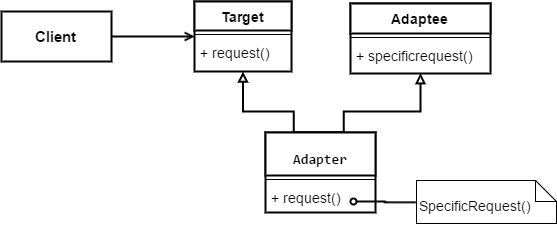 Client
Target
+ request()
Adaptee
+ specificrequest()
Adapter
+ request()
SpecificRequest()